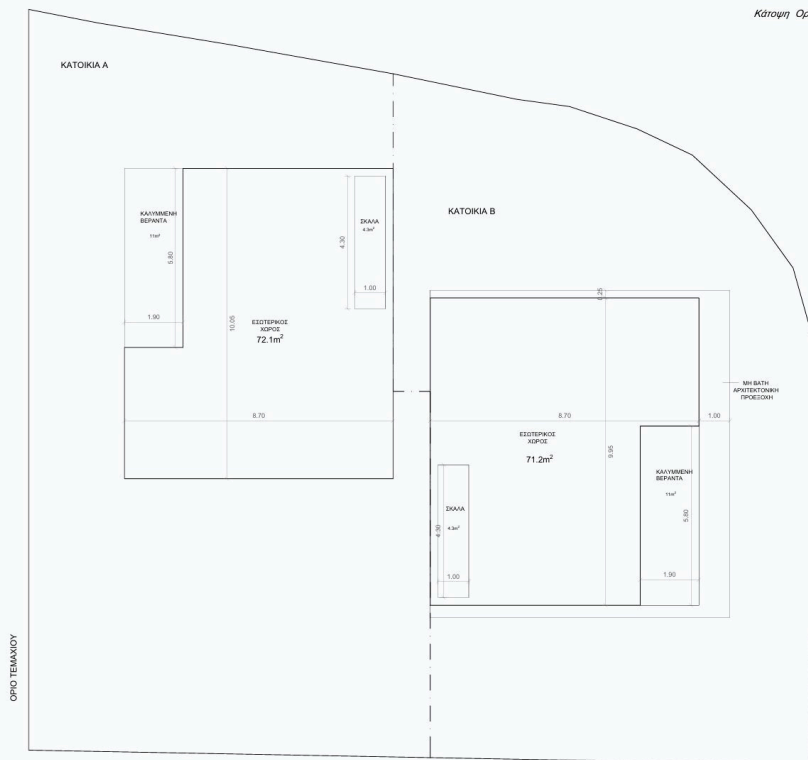 Κάτοψη Ορ
ΚΑΤΟΙΚΙΑ Α
ΚΑΛΥΜΜΕΝΗ
ΒΕΡΑΝΤΑ
11m²
5.80
1.90
10.05
ΣΚΑΛΑ
4.3m²
4.30
1.00
ΕΣΩΤΕΡΙΚΟΣ
ΧΩΡΟΣ
72.1m²
8.70
ΚΑΤΟΙΚΙΑ Β
1.25
ΜΗ ΒΑΤΗ
ΑΡΧΙΤΕΚΤΟΝΙΚΗ
ΠΡΟΕΞΟΧΗ
8.70
1.00
ΕΣΩΤΕΡΙΚΟΣ
ΧΩΡΟΣ
71.2m²
9.95
ΚΑΛΥΜΜΕΝΗ
ΒΕΡΑΝΤΑ
11m²
5.80
1.90
ΣΚΑΛΑ
4.3m²
4.30
1.00
ΟΡΙΟ ΤΕΜΑΧΙΟΥ